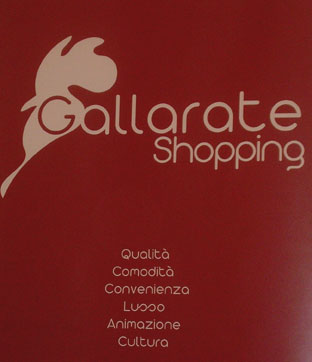 Gallarate
Shopping
Qualità
Comodità
Convenienza
Lusso
Animazione
Cultura